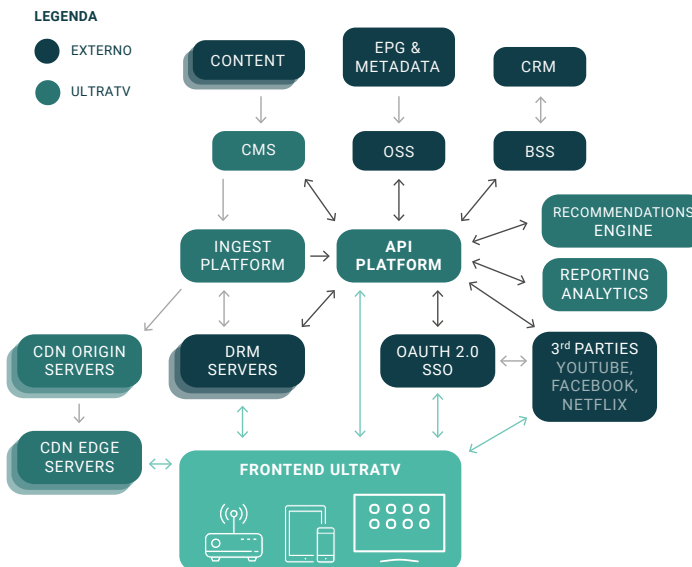 LEGENDA
EXTERNO
ULTRATV
CONTENT
EPG &
METADATA
CRM
CMS
OSS
BSS
INGEST
PLATFORM
API
PLATFORM
RECOMMENDATIONS
ENGINE
REPORTING
ANALYTICS
CDN ORIGIN
SERVERS
DRM
SERVERS
OAUTH 2.0
SSO
3rd PARTIES
YOUTUBE,
FACEBOOK,
NETFLIX
CDN EDGE
SERVERS
FRONTEND ULTRATV